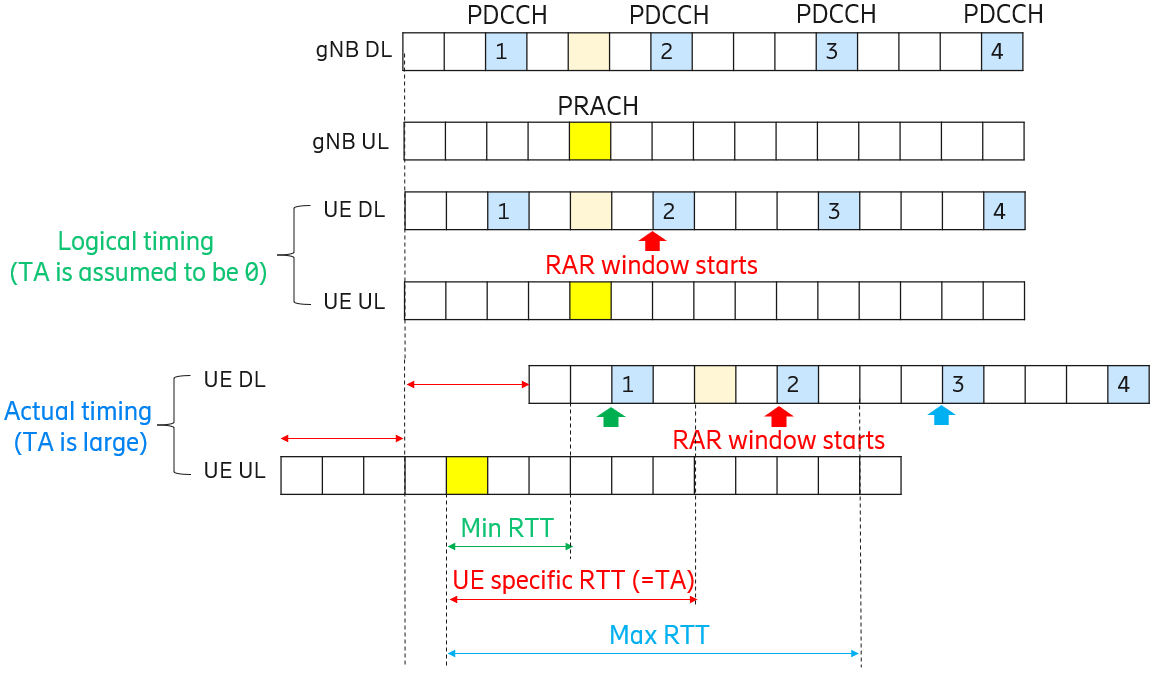 PDCCH PDCCH PDCCH PDCCH
gNB DL 1 2 3 4
PRACH
gNB UL
UE DL 1 2 3 4
Logical timing
(TA is assumed to be 0)
RAR window starts
UE UL
UE DL 1 2 3 4
Actual timing
(TA is large)
RAR window starts
UE UL
Min RTT
UE specific RTT (=TA)
Max RTT